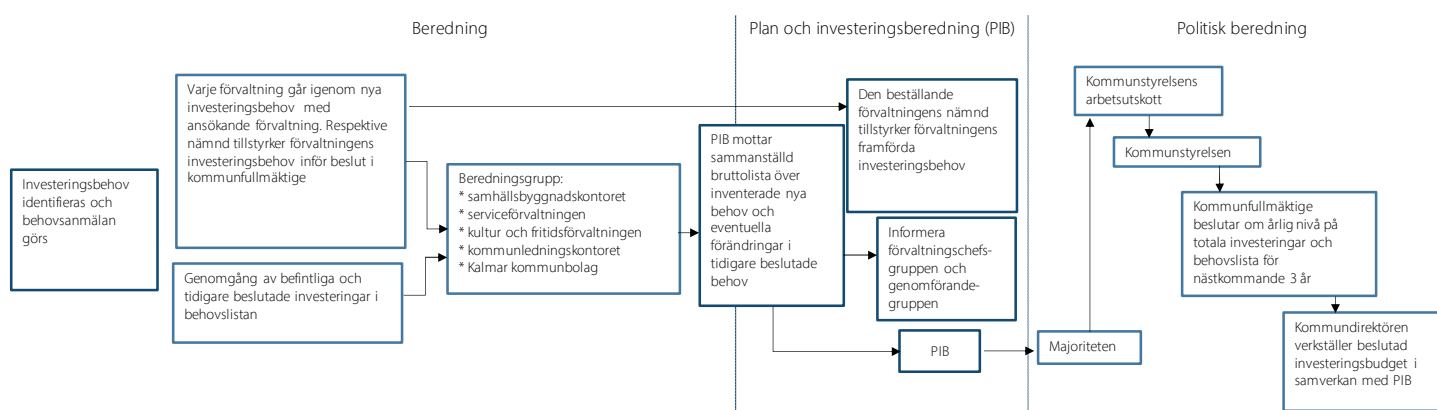 Beredning
Plan och investeringsberedning (PIB)
Politisk beredning
Investeringsbehov
identifieras och
behovsanmälan
görs
Varje förvaltning går igenom nya
investeringsbehov med
ansökande förvaltning. Respektive
nämnd tillstyrker förvaltningens
investeringsbehov inför beslut i
kommunfullmäktige
Genomgång av befintliga och
tidigare beslutade investeringar i
behovslistan
Beredningsgrupp:
* samhällsbyggnadskontoret
* serviceförvaltningen
* kultur och fritidsförvaltningen
* kommunledningskontoret
* Kalmar kommunbolag
PIB mottar
sammanställd
bruttolista över
inventerade nya
behov och
eventuella
förändringar i
tidigare beslutade
behov
Den beställande
förvaltningens nämnd
tillstyrker förvaltningens
framförda
investeringsbehov
Informera
förvaltningschefs-
gruppen och
genomförande-
gruppen
PIB
Majoriteten
Kommunstyrelsens
arbetsutskott
Kommunstyrelsen
Kommunfullmäktige
beslutar om årlig nivå på
totala investeringar och
behovslista för
nästkommande 3 år
Kommundirektören
verkställer beslutad
investeringsbudget i
samverkan med PIB